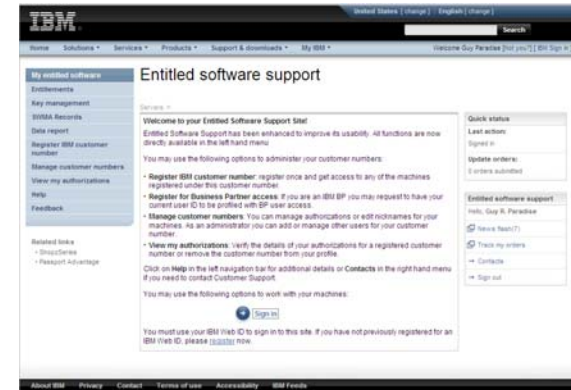 United States [change] English [change]
IBM.
Search
Home Solutions Services Products Support & downloads My IBM
Welcome Guy Paradise [Not you?] [IBM Sign in]
My entitled software
Entitlements
Key management
SWMA Records
Data report
Register IBM customer
number
Manage customer numbers
View my authorizations
Help
Feedback
Related links
ShopzSeries
Passport Advantage
Entitled software support
Servers >
Welcome to your Entitled Software Support Site!
Entitled Software Support has been enhanced to improve its usability. All functions are now
directly available in the left hand menu
You may use the following options to administer your customer numbers:
Register IBM customer number: register once and get access to any of the machines
registered under this customer number.
Register for Business Partner access: If you are an IBM BP you may request to have your
current user ID to be profiled with BP user access.
Manage customer numbers: You can manage authorizations or edit nicknames for your
machines. As an administrator you can add or manage other users for your customer
number.
View my authorizations: Verify the details of your authorizations for a registered customer
number or remove the customer number from your profile.
Click on Help in the left navigation bar for additional details or Contacts in the right hand menu
if you need to contact Customer Support.
You may use the following options to work with your machines:
Sign in
You must use your IBM Web ID to sign in to this site. If you have not previously registered for an
IBM Web ID, please register now.
Quick status
Last action:
Signed in
Update orders:
0 orders submitted
Entitled software support
Hello, Guy R. Paradise
News flash(7)
Track my orders
Contacts
Sign out
About IBM Privacy Contact Terms of use Accessibility IBM Feeds